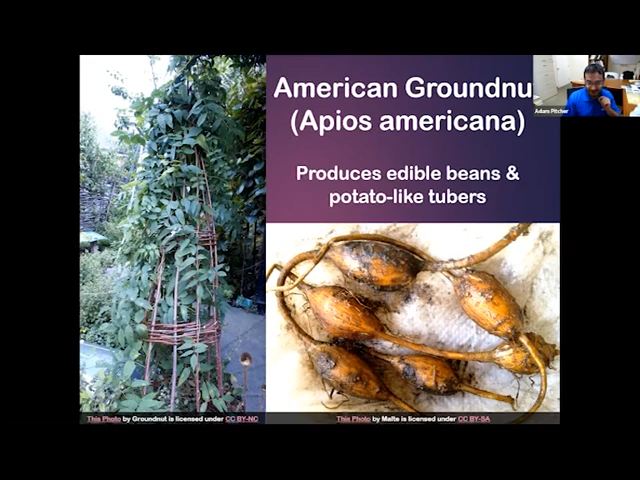 American Groundnu
(Apios americana)
Produces edible beans &
potato-like tubers
Adam Pitcher
This Photo by Groundnut is licensed under CC BY-NC
This Photo by Malte is licensed under CC BY-SA